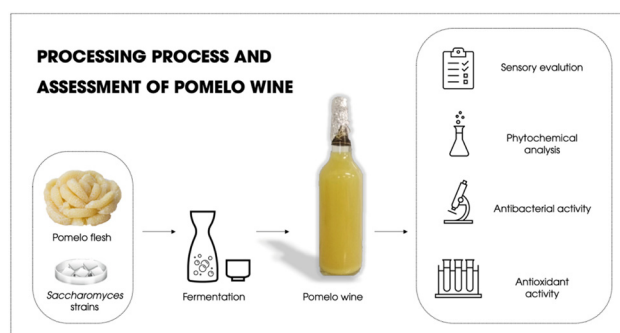 PROCESSING PROCESS AND
ASSESSMENT OF POMELO WINE
Pomelo flesh
Saccharomyces
strains
Fermentation
Pomelo wine
Sensory evalution
Phytochemical
analysis
Antibacterial activity
Antioxidant
activity